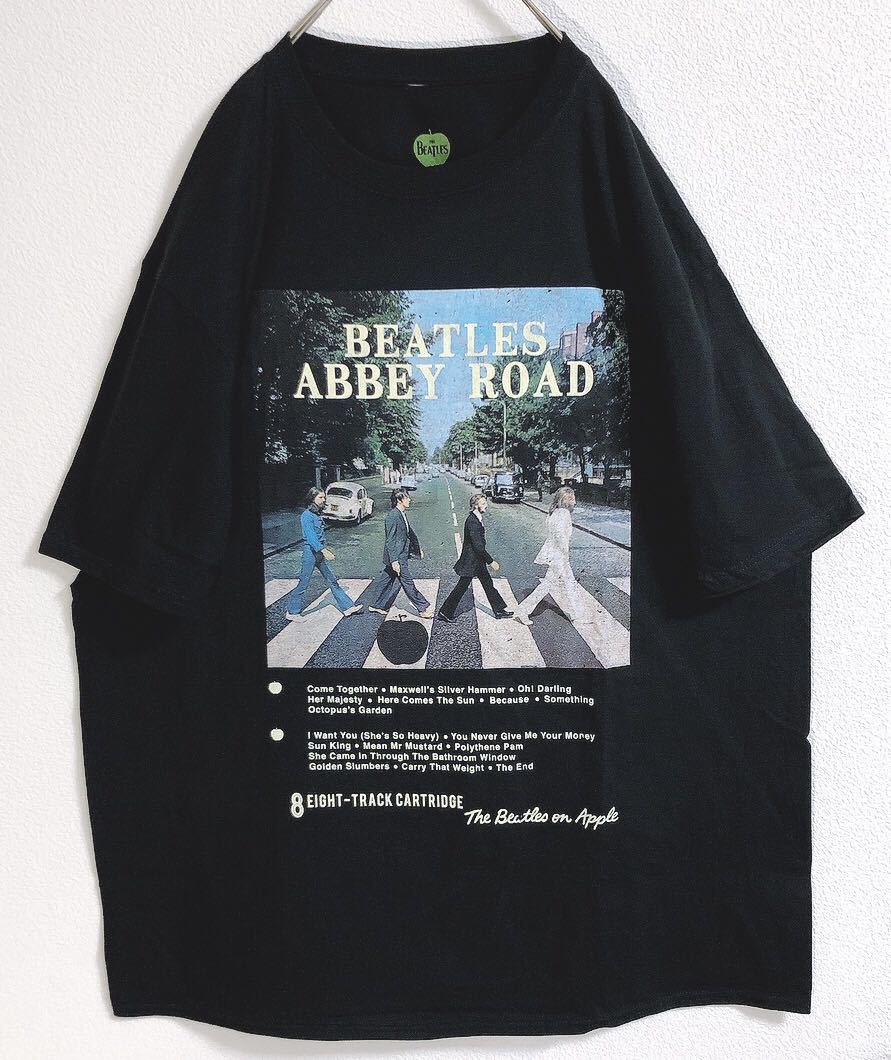 THE
BEATLES
BEATLES
ABBEY ROAD
Come Together • Maxwell's Silver Hammer • Oh! Darling
Her Majesty • Here Comes The Sun • Because • Something
Octopus's Garden
I Want You (She's So Heavy) • You Never Give Me Your Money
Sun King • Mean Mr Mustard • Polythene Pam
She Came In Through The Bathroom Window
Golden Slumbers • Carry That Weight • The End
8 EIGHT-TRACK CARTRIDGE
The Beatles on Apple